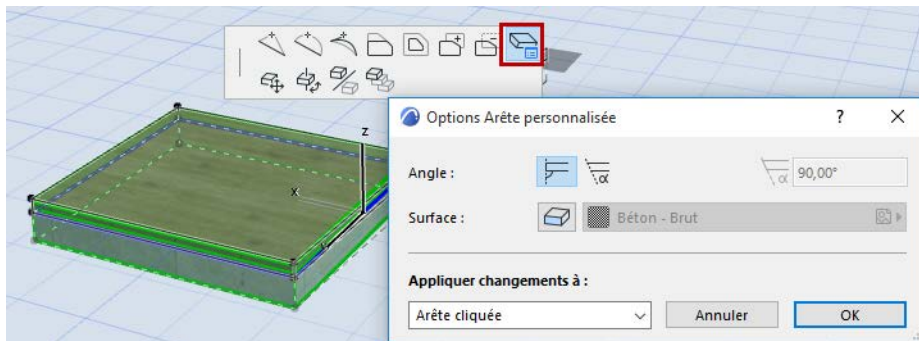 Options Arête personnalisée
?
z
x
Angle :
α
α
90,00°
Surface :
Béton - Brut
Appliquer changements à :
Arête cliquée
Annuler
OK